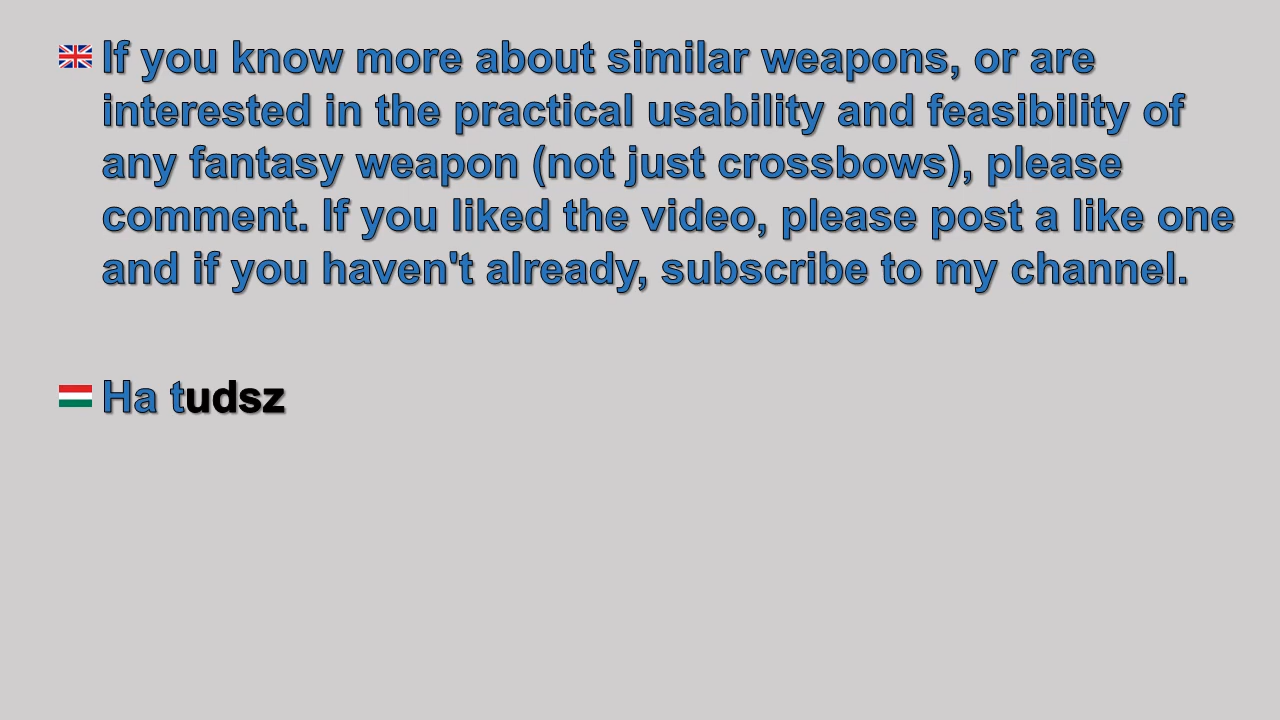 If you know more about similar weapons, or are
interested in the practical usability and feasibility of
any fantasy weapon (not just crossbows), please
comment. If you liked the video, please post a like one
and if you haven't already, subscribe to my channel.
Ha tudsz